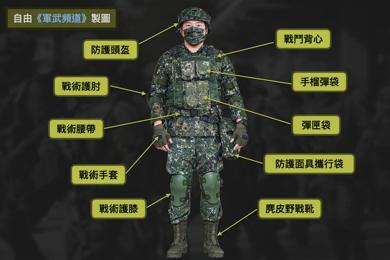 自由《軍武頻道》製圖
防護頭盔
戰鬥背心
戰術護肘
手榴彈袋
戰術腰帶
彈匣袋
戰術手套
防護面具攜行袋
戰術護膝
麂皮野戰靴